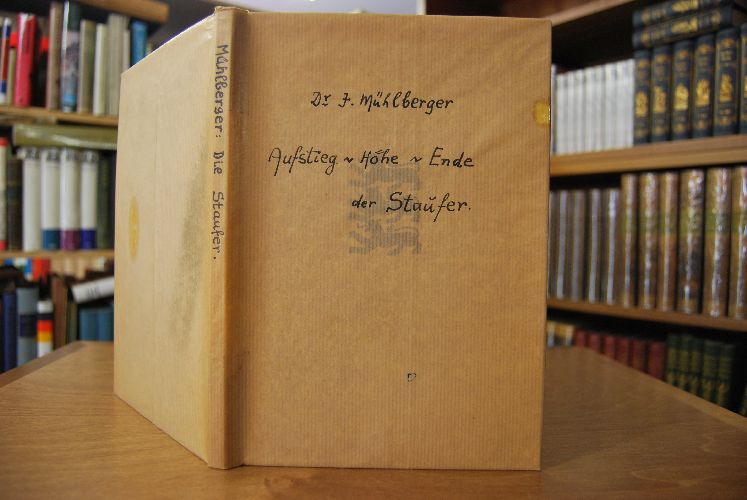 Mühlberger: Die Staufer.
Dr J. Mühlberger
Aufstieg ~ Höhe ~ Ende
der Staufer.